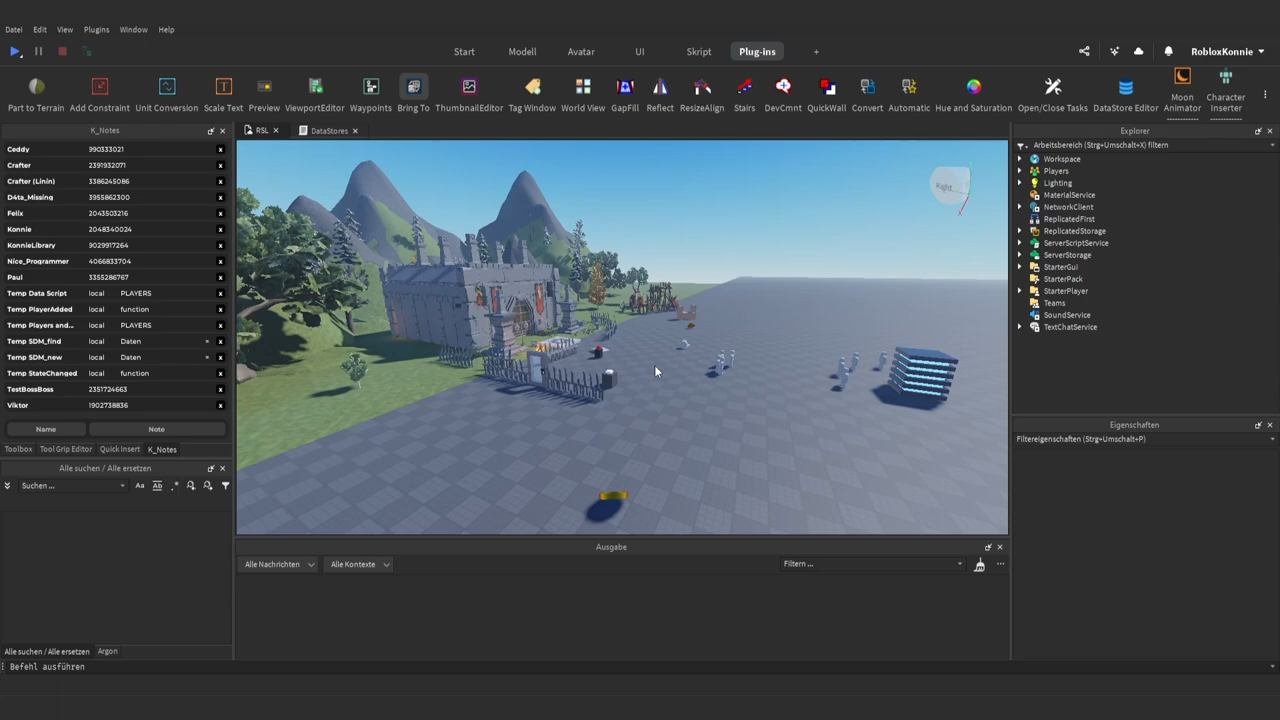 Datei Edit View Plugins Window Help
Start Modell Avatar UI Skript Plug-ins +
RobloxKonnie
Part to Terrain Add Constraint Unit Conversion Scale Text Preview ViewportEditor Waypoints Bring To ThumbnailEditor Tag Window World View GapFill Reflect ResizeAlign Stairs DevCmnt QuickWall Convert Automatic Hue and Saturation Open/Close Tasks DataStore Editor Moon Animator Character Inserter
K_Notes
Ceddy 990333021 x
Crafter 2391932071 x
Crafter (Linin) 3386245086 x
D4ta_Missing 3955862300 x
Felix 2043503216 x
Konnie 2048340024 x
KonnieLibrary 9029917264 x
Nice_Programmer 4066833704 x
Paul 3355286767 x
Temp Data Script local PLAYERS x
Temp PlayerAdded local function x
Temp Players and... local PLAYERS x
Temp SDM_find local Daten = x
Temp SDM_new local Daten = x
Temp StateChanged local function x
TestBossBoss 2351724663 x
Viktor 1902738836 x
Name Note
Toolbox Tool Grip Editor Quick Insert K_Notes
Alle suchen / Alle ersetzen
Suchen ... Aa Ab .*
Alle suchen / Alle ersetzen Argon
Befehl ausführen
RSL DataStores
Right
Ausgabe
Alle Nachrichten Alle Kontexte Filtern ...
Explorer
Arbeitsbereich (Strg+Umschalt+X) filtern
Workspace
Players
Lighting
MaterialService
NetworkClient
ReplicatedFirst
ReplicatedStorage
ServerScriptService
ServerStorage
StarterGui
StarterPack
StarterPlayer
Teams
SoundService
TextChatService
Eigenschaften
Filtereigenschaften (Strg+Umschalt+P)